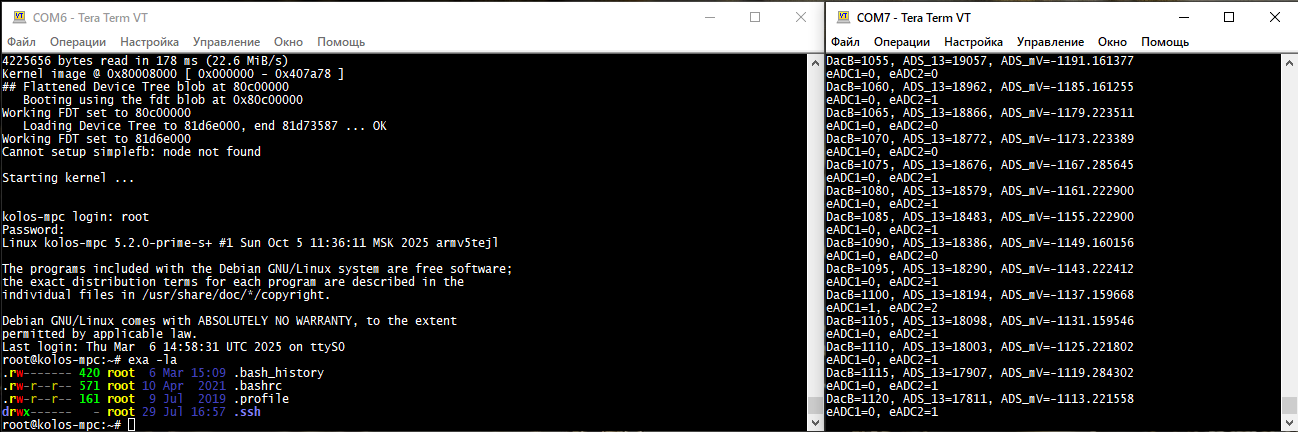 COM6 - Tera Term VT
Файл Операции Настройка Управление Окно Помощь
4225656 bytes read in 178 ms (22.6 MiB/s)
Kernel image @ 0x80008000 [ 0x000000 - 0x407a78 ]
## Flattened Device Tree blob at 80c00000
   Booting using the fdt blob at 0x80c00000
Working FDT set to 80c00000
   Loading Device Tree to 81d6e000, end 81d73587 ... OK
Working FDT set to 81d6e000
Cannot setup simplefb: node not found
Starting kernel ...
kolos-mpc login: root
Password:
Linux kolos-mpc 5.2.0-prime-s+ #1 Sun Oct 5 11:36:11 MSK 2025 armv5tejl
The programs included with the Debian GNU/Linux system are free software;
the exact distribution terms for each program are described in the
individual files in /usr/share/doc/*/copyright.
Debian GNU/Linux comes with ABSOLUTELY NO WARRANTY, to the extent
permitted by applicable law.
Last login: Thu Mar  6 14:58:31 UTC 2025 on ttyS0
root@kolos-mpc:~# exa -la
.rw------- 420 root  6 Mar 15:09 .bash_history
.rw-r--r-- 571 root 10 Apr  2021 .bashrc
.rw-r--r-- 161 root  9 Jul  2019 .profile
drwx------   - root 29 Jul 16:57 .ssh
root@kolos-mpc:~#
COM7 - Tera Term VT
Файл Операции Настройка Управление Окно Помощь
DacB=1055, ADS_13=19057, ADS_mV=-1191.161377
eADC1=0, eADC2=0
DacB=1060, ADS_13=18962, ADS_mV=-1185.161255
eADC1=0, eADC2=1
DacB=1065, ADS_13=18866, ADS_mV=-1179.223511
eADC1=0, eADC2=0
DacB=1070, ADS_13=18772, ADS_mV=-1173.223389
eADC1=0, eADC2=0
DacB=1075, ADS_13=18676, ADS_mV=-1167.285645
eADC1=0, eADC2=1
DacB=1080, ADS_13=18579, ADS_mV=-1161.222900
eADC1=0, eADC2=1
DacB=1085, ADS_13=18483, ADS_mV=-1155.222900
eADC1=0, eADC2=1
DacB=1090, ADS_13=18386, ADS_mV=-1149.160156
eADC1=0, eADC2=0
DacB=1095, ADS_13=18290, ADS_mV=-1143.222412
eADC1=0, eADC2=1
DacB=1100, ADS_13=18194, ADS_mV=-1137.159668
eADC1=1, eADC2=2
DacB=1105, ADS_13=18098, ADS_mV=-1131.159546
eADC1=0, eADC2=1
DacB=1110, ADS_13=18003, ADS_mV=-1125.221802
eADC1=0, eADC2=1
DacB=1115, ADS_13=17907, ADS_mV=-1119.284302
eADC1=0, eADC2=1
DacB=1120, ADS_13=17811, ADS_mV=-1113.221558
eADC1=0, eADC2=1